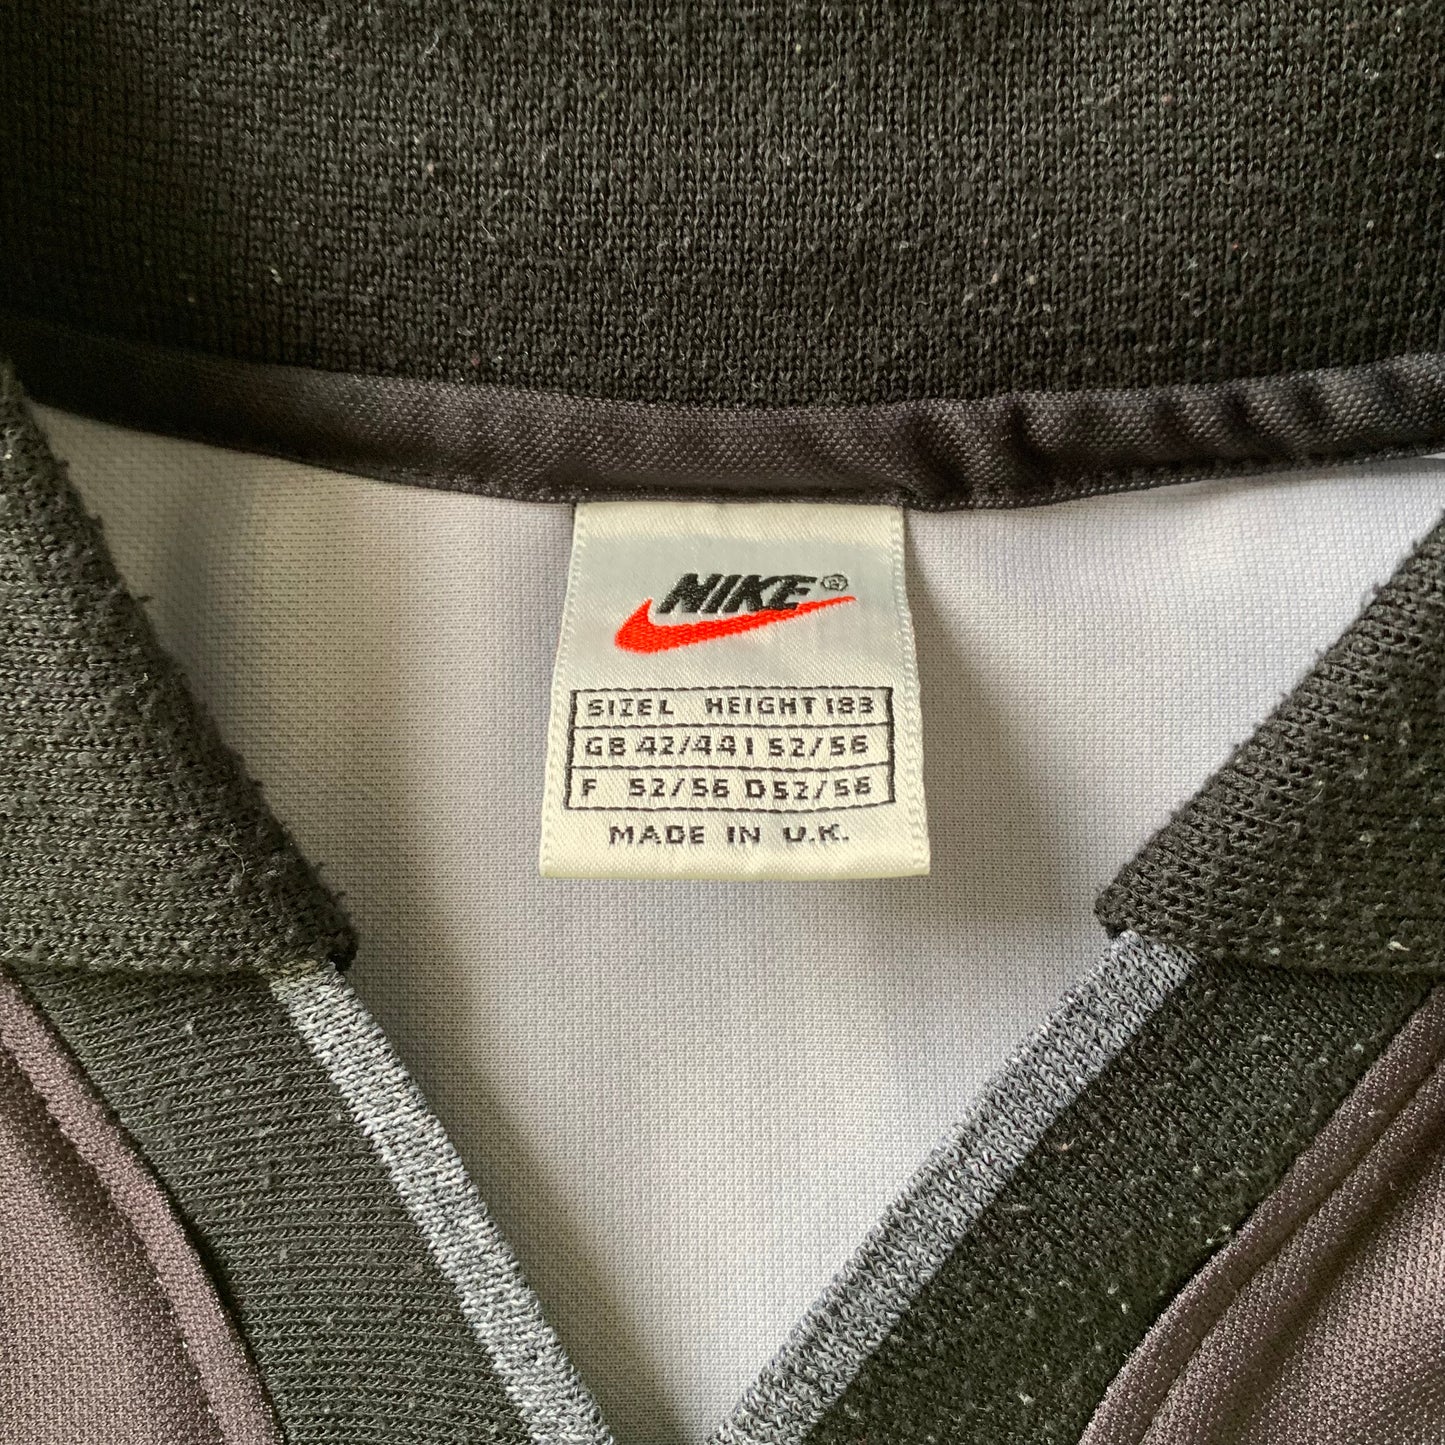 NIKE®
SIZE L HEIGHT 183
GB 42/44 I 52/56
F 52/56 D 52/56
MADE IN U.K.